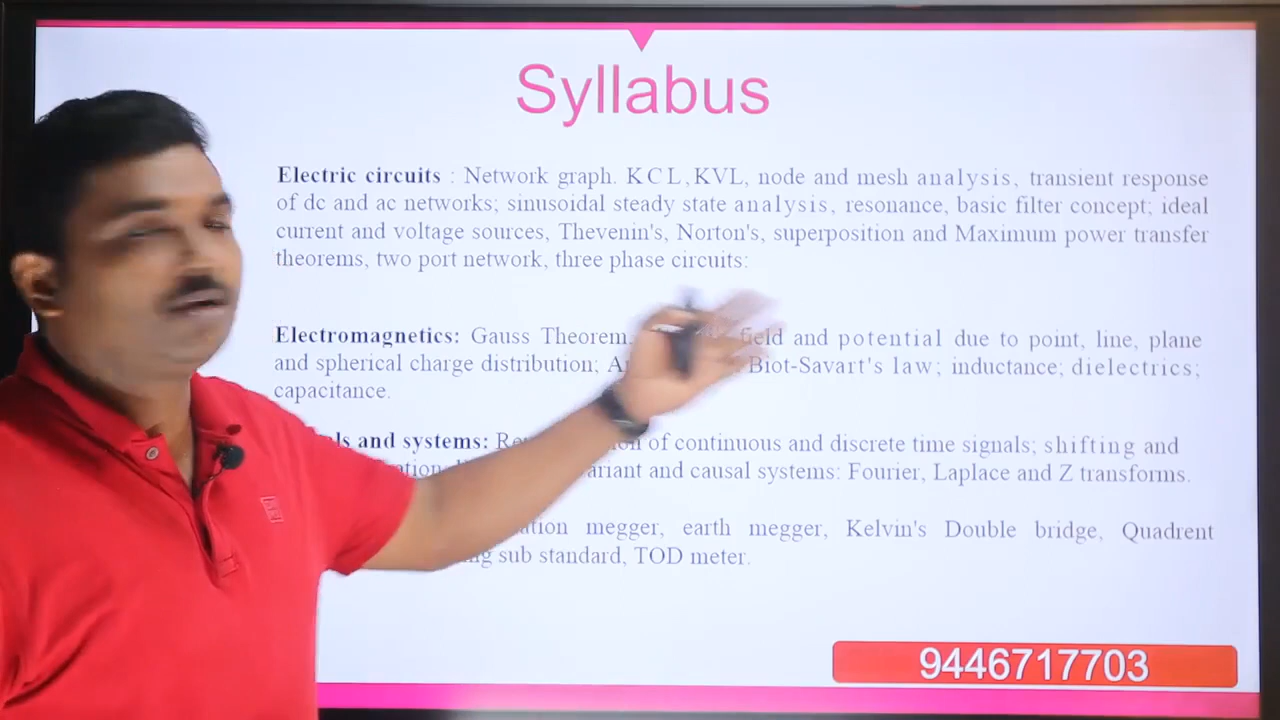 Syllabus
Electric circuits : Network graph. KCL, KVL, node and mesh analysis, transient response
of dc and ac networks; sinusoidal steady state analysis, resonance, basic filter concept; ideal
current and voltage sources, Thevenin's, Norton's, superposition and Maximum power transfer
theorems, two port network, three phase circuits:
Electromagnetics: Gauss Theorem, field and potential due to point, line, plane
and spherical charge distribution; Biot-Savart's law; inductance; dielectrics;
capacitance.
and systems: of continuous and discrete time signals; shifting and
and causal systems: Fourier, Laplace and Z transforms.
megger, earth megger, Kelvin's Double bridge, Quadrent
sub standard, TOD meter.
9446717703